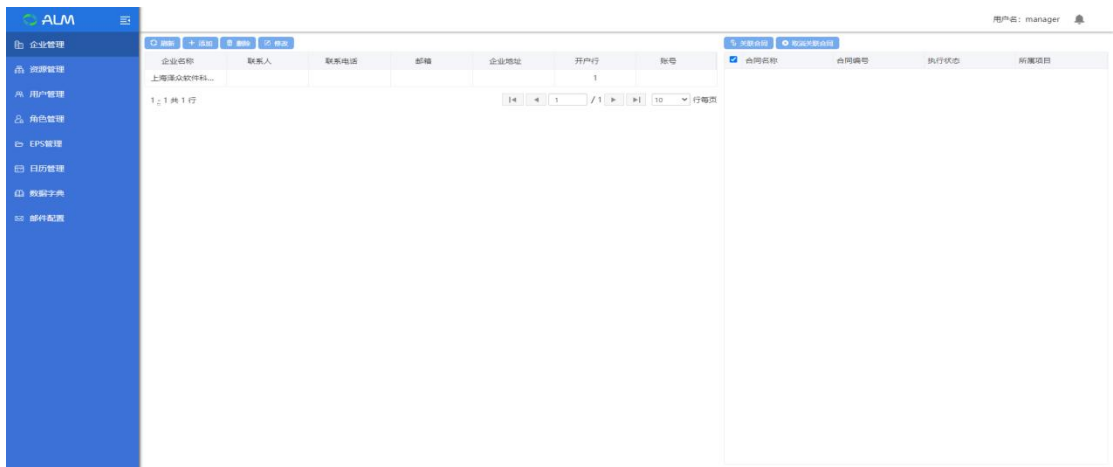 ALM
用户名: manager
企业管理
资源管理
用户管理
角色管理
EPS管理
日历管理
数据字典
邮件配置
刷新 添加 删除 修改
企业名称 联系人 联系电话 邮箱 企业地址 开户行 账号
上海泽众软件科... 1
1 - 1 共 1 行 1 / 1 10 行每页
关联合同 取消关联合同
合同名称 合同编号 执行状态 所属项目